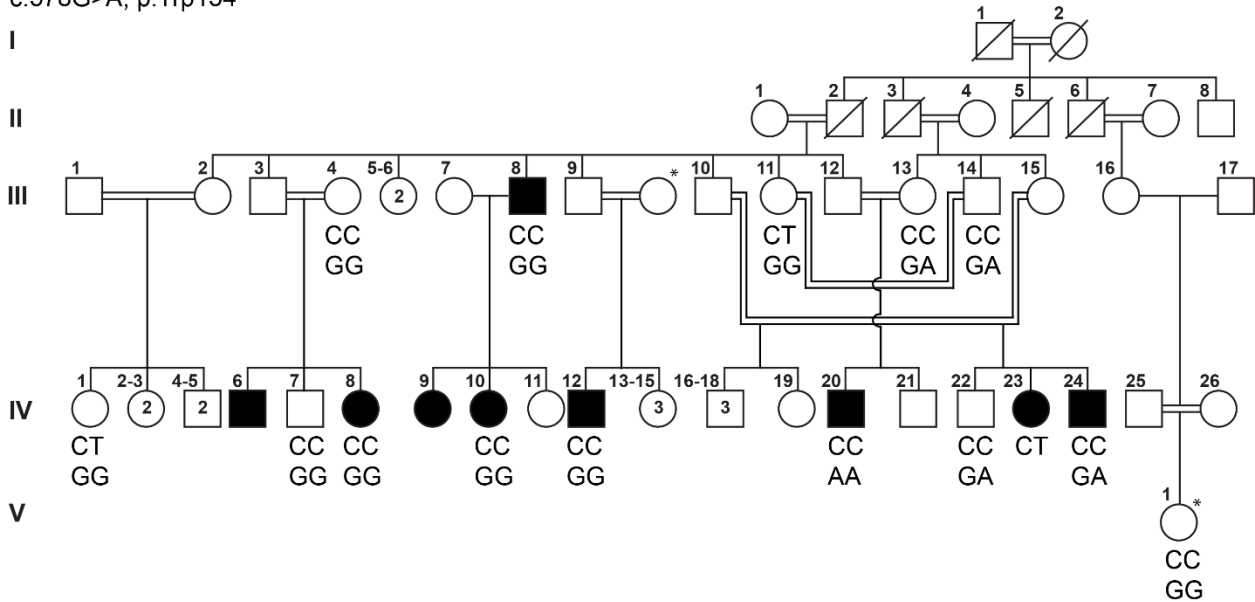 I
1 2
II
1 2 3 4 5 6 7 8
III
1 2 3 4 5-6 7 8 9 * 10 11 12 13 14 15 16 17
2
CC CC CT CC CC
GG GG GG GA GA
IV
1 2-3 4-5 6 7 8 9 10 11 12 13-15 16-18 19 20 21 22 23 24 25 26
2 2 3 3
CT CC CC CC CC CC CC CT CC
GG GG GG GG GG AA GA GA
V
1 *
CC
GG